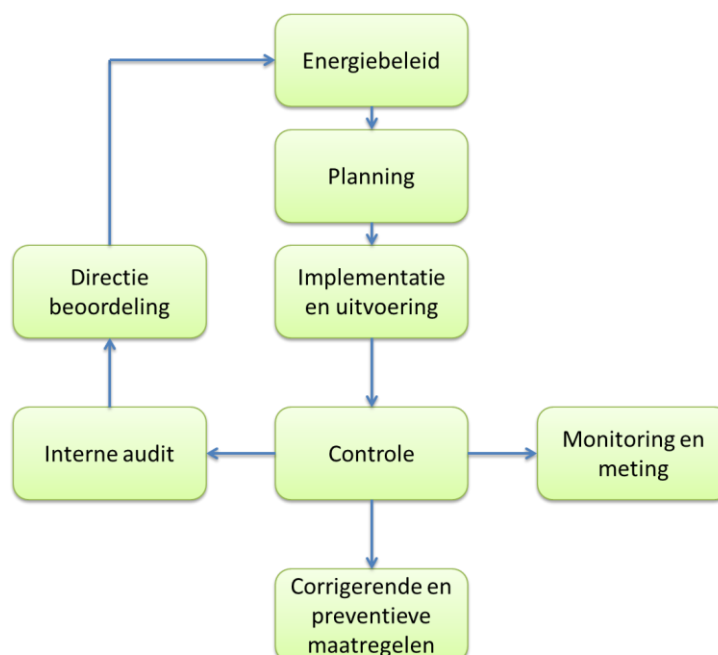 Energiebeleid
Planning
Directie
beoordeling
Implementatie
en uitvoering
Interne audit
Controle
Monitoring en
meting
Corrigerende en
preventieve
maatregelen